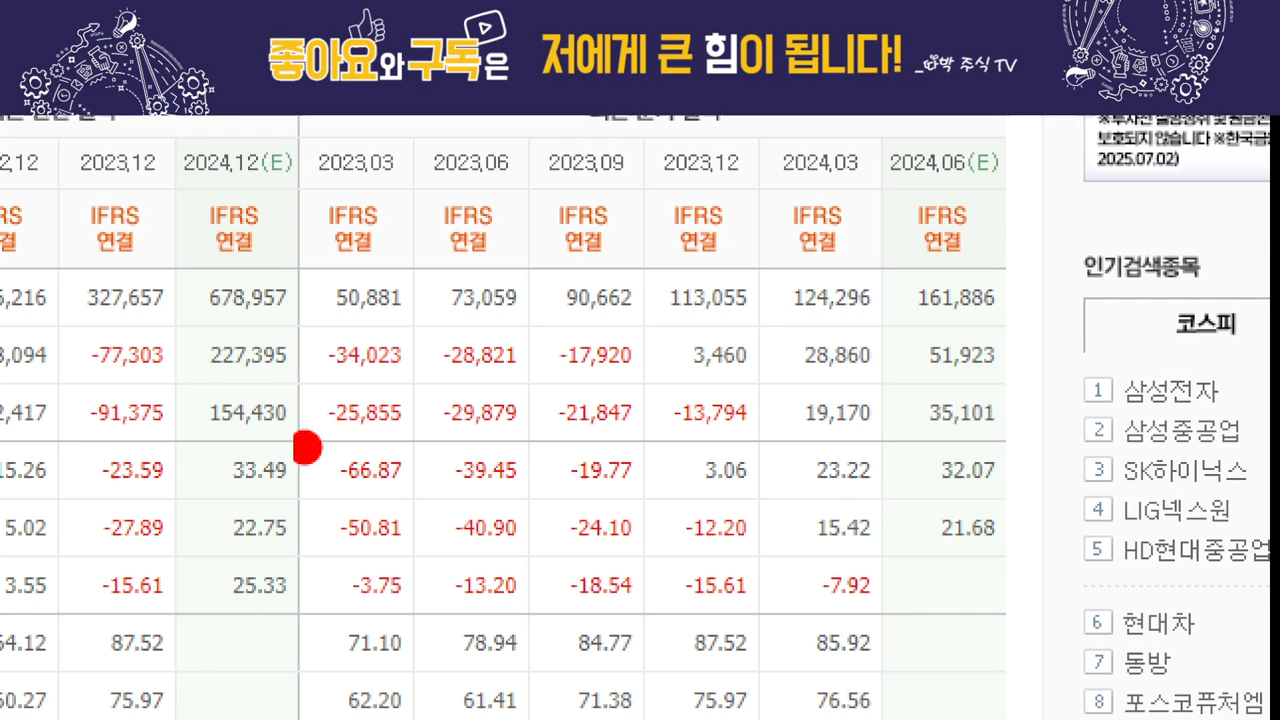 좋아요와 구독은 저에게 큰 힘이 됩니다!
주식 TV
2023,12 2024,12(E) 2023,03 2023,06 2023,09 2023,12 2024,03 2024,06(E)
IFRS IFRS IFRS IFRS IFRS IFRS IFRS IFRS
연결 연결 연결 연결 연결 연결 연결 연결
327,657 678,957 50,881 73,059 90,662 113,055 124,296 161,886
-77,303 227,395 -34,023 -28,821 -17,920 3,460 28,860 51,923
-91,375 154,430 -25,855 -29,879 -21,847 -13,794 19,170 35,101
-23.59 33.49 -66.87 -39.45 -19.77 3.06 23.22 32.07
5.02 -27.89 22.75 -50.81 -40.90 -24.10 -12.20 15.42 21.68
3.55 -15.61 25.33 -3.75 -13.20 -18.54 -15.61 -7.92
87.52 71.10 78.94 84.77 87.52 85.92
75.97 62.20 61.41 71.38 75.97 76.56
보호되지 않습니다 ※한국금
2025.07.02)
인기검색종목
코스피
1 삼성전자
2 삼성중공업
3 SK하이닉스
4 LIG넥스원
5 HD현대중공업
6 현대차
7 동방
8 포스코퓨처엠